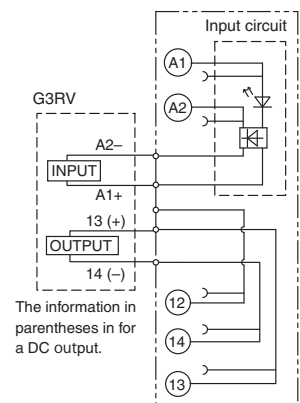 Input circuit
A1
G3RV
A2
A2–
INPUT
A1+
13 (+)
OUTPUT
14 (–)
12
The information in
parentheses in for
a DC output.
14
13